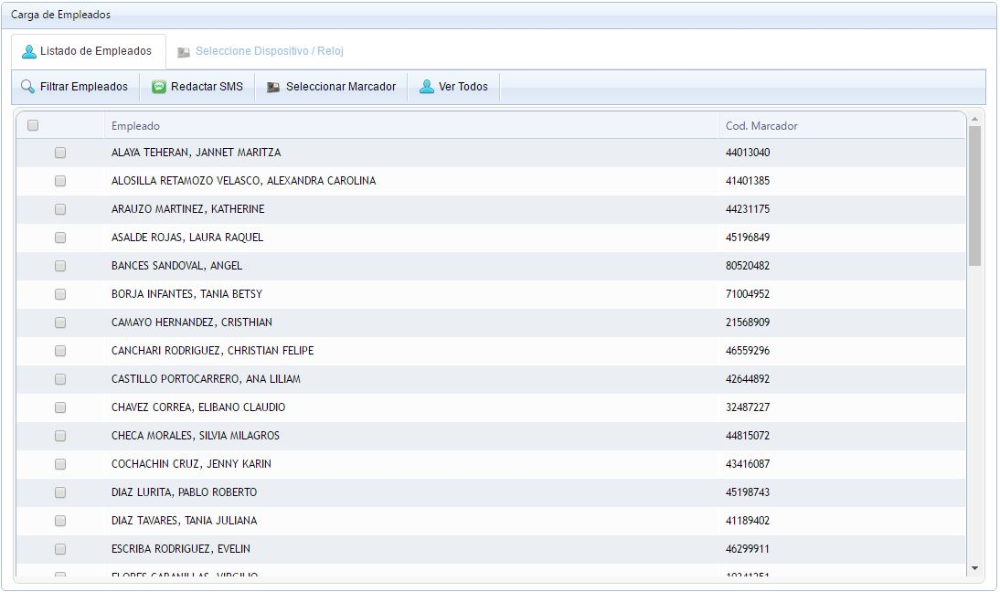 Carga de Empleados
Listado de Empleados Seleccione Dispositivo / Reloj
Filtrar Empleados Redactar SMS Seleccionar Marcador Ver Todos
Empleado Cod. Marcador
ALAYA TEHERAN, JANNET MARITZA 44013040
ALOSILLA RETAMOZO VELASCO, ALEXANDRA CAROLINA 41401385
ARAUZO MARTINEZ, KATHERINE 44231175
ASALDE ROJAS, LAURA RAQUEL 45196849
BANCES SANDOVAL, ANGEL 80520482
BORJA INFANTES, TANIA BETSY 71004952
CAMAYO HERNANDEZ, CRISTHIAN 21568909
CANCHARI RODRIGUEZ, CHRISTIAN FELIPE 46559296
CASTILLO PORTOCARRERO, ANA LILIAM 42644892
CHAVEZ CORREA, ELIBANO CLAUDIO 32487227
CHECA MORALES, SILVIA MILAGROS 44815072
COCHACHIN CRUZ, JENNY KARIN 43416087
DIAZ LURITA, PABLO ROBERTO 45198743
DIAZ TAVARES, TANIA JULIANA 41189402
ESCRIBA RODRIGUEZ, EVELIN 46299911